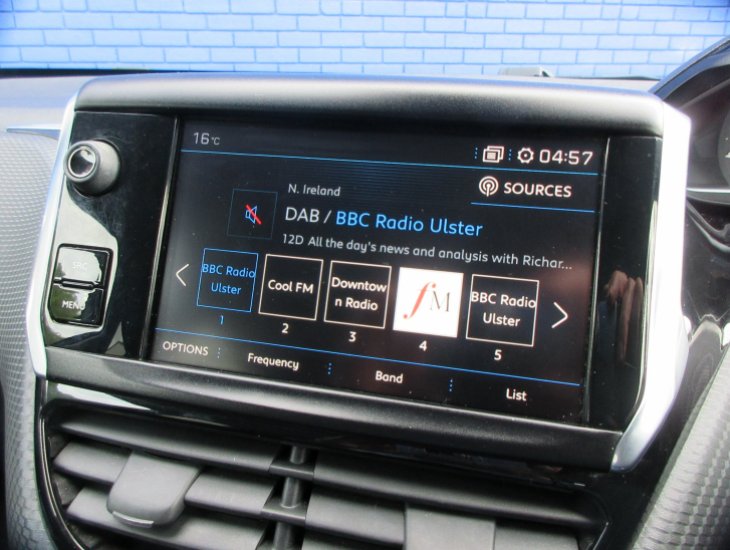 16°C
04:57
SOURCES
N. Ireland
DAB / BBC Radio Ulster
12D All the day's news and analysis with Richar...
BBC Radio
Ulster
Cool FM
Downtow
n Radio
fM
BBC Radio
Ulster
1
2
3
4
5
SRC
MENU
OPTIONS
Frequency
Band
List